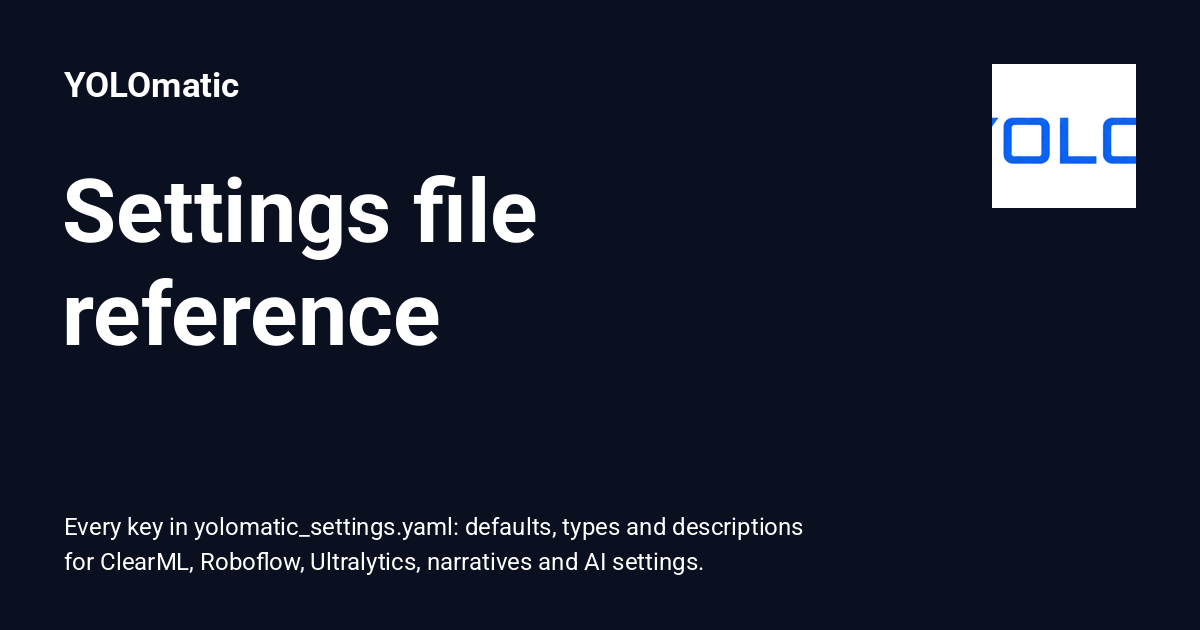 YOLOmatic
YOLO
Settings file
reference
Every key in yolomatic_settings.yaml: defaults, types and descriptions
for ClearML, Roboflow, Ultralytics, narratives and AI settings.